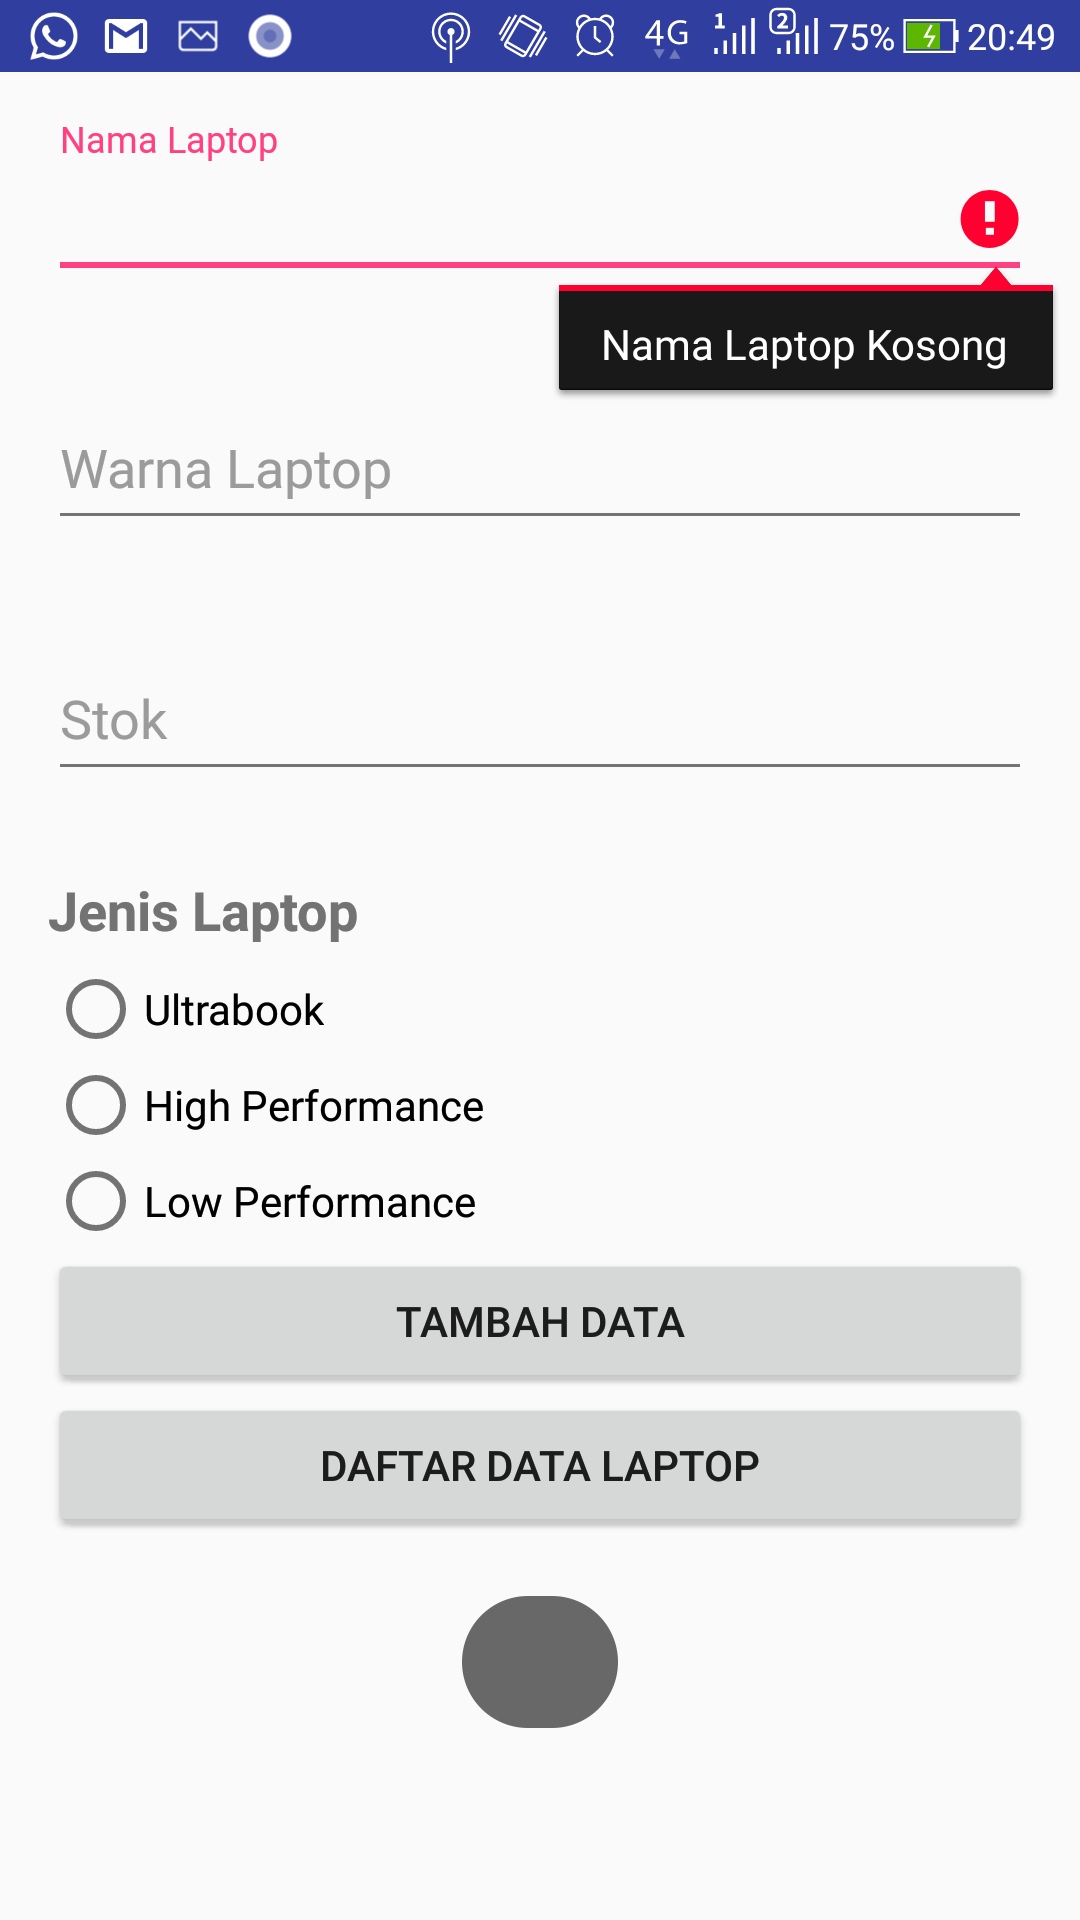 4G 1 2 75% 20:49
Nama Laptop
Nama Laptop Kosong
Warna Laptop
Stok
Jenis Laptop
Ultrabook
High Performance
Low Performance
TAMBAH DATA
DAFTAR DATA LAPTOP